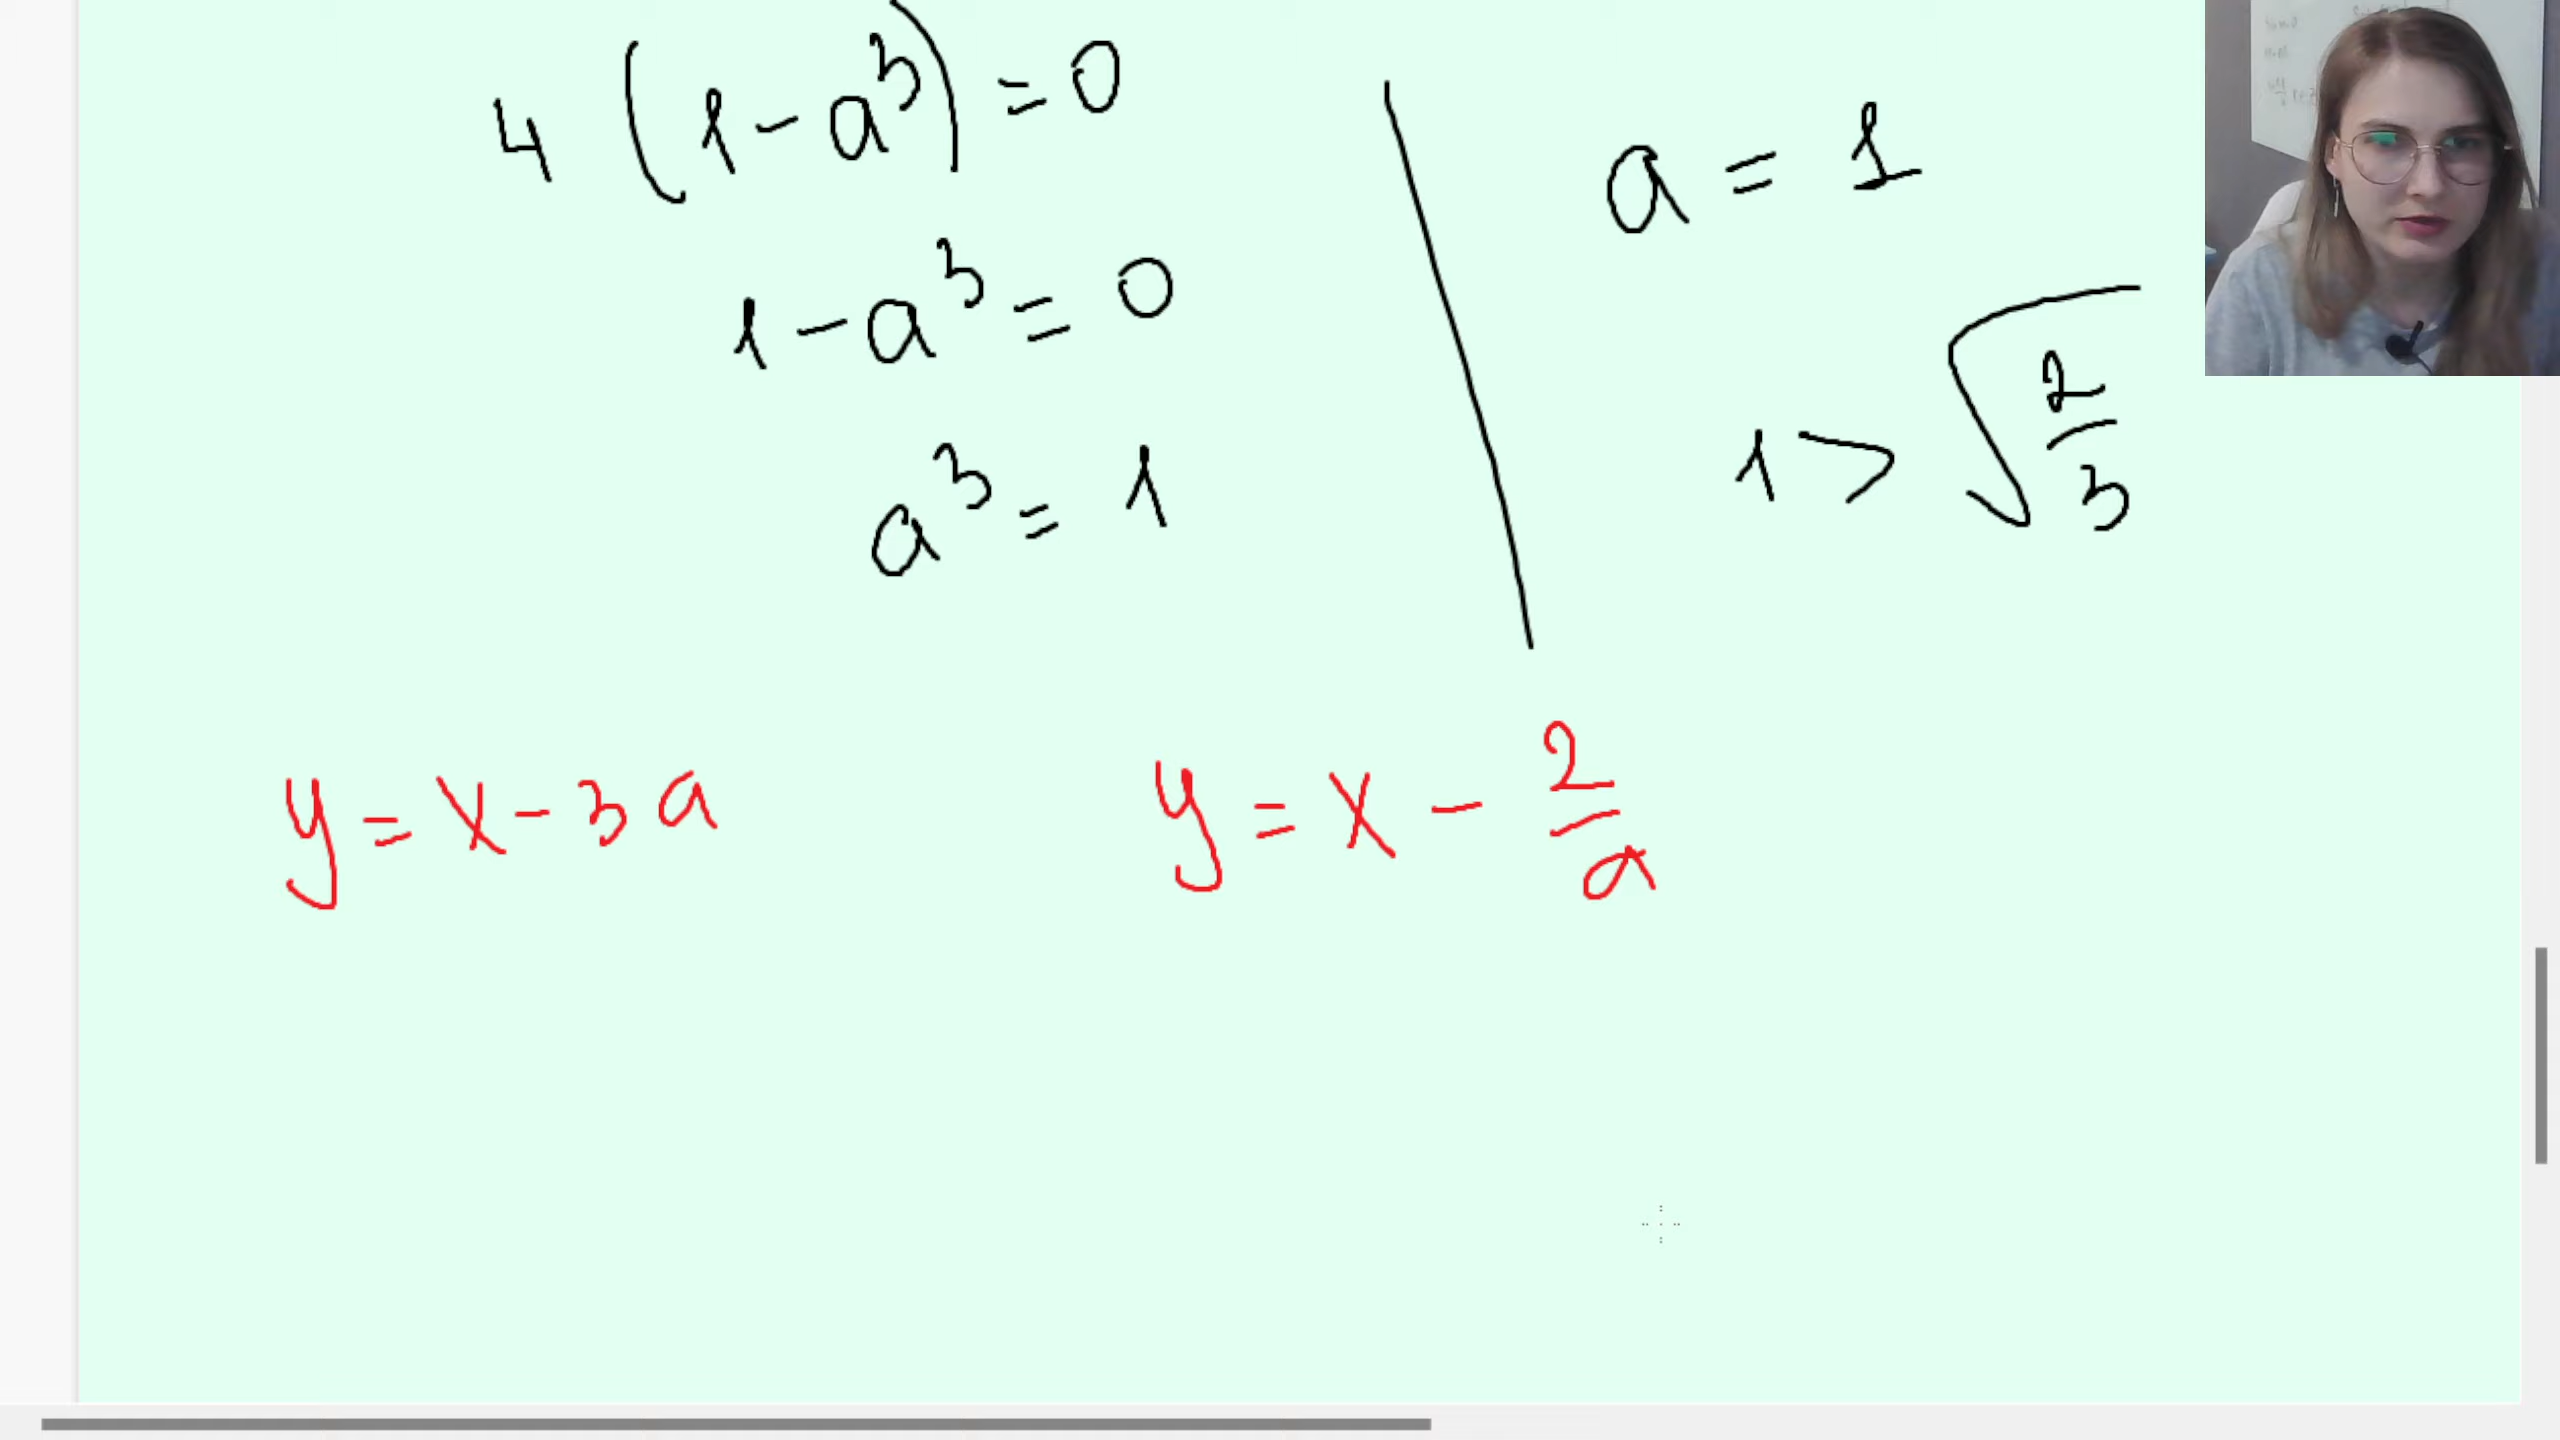 4 (1-a³) = 0
1-a³ = 0
a³ = 1
a = 1
1 > √(2/3)
y = x - 3a
y = x - 2/a